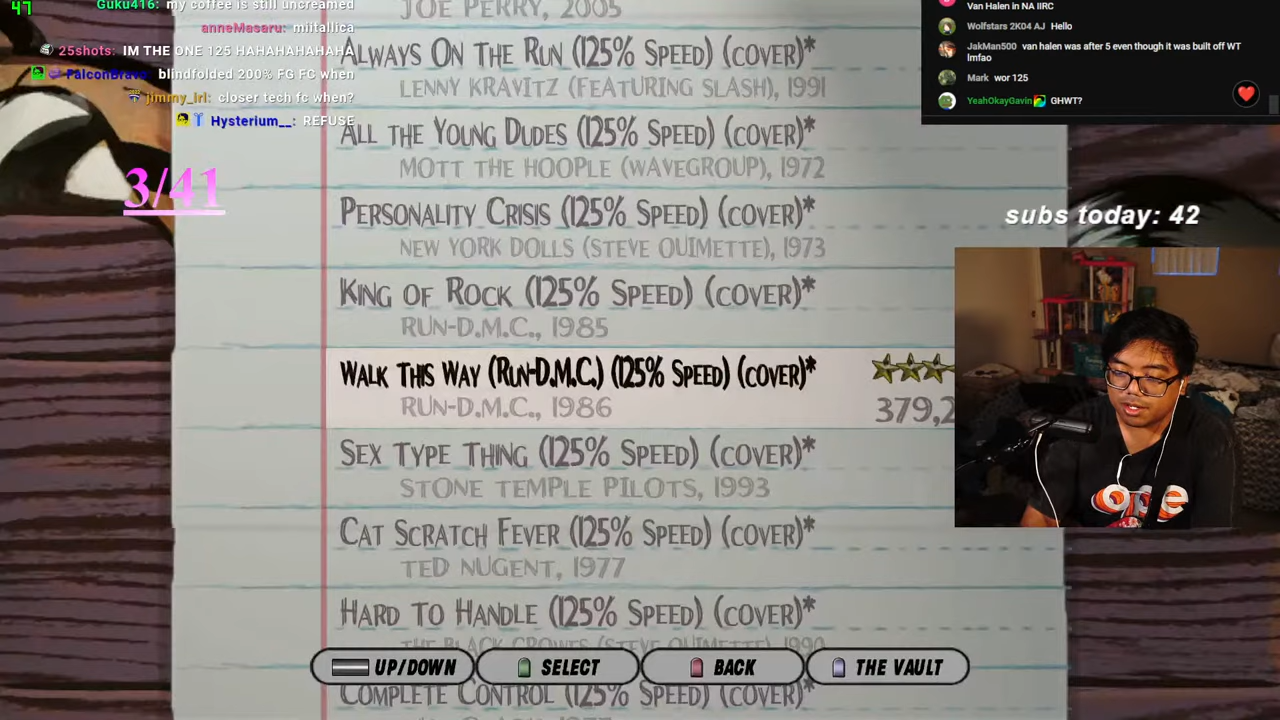 47
Guku416: my coffee is still uncreamed
anneMasaru: miitallica
25shots: IM THE ONE 125 HAHAHAHAHAHA
FalconBravo: blindfolded 200% FG FC when
jimmy_irl: closer tech fc when?
Hysterium__: REFUSE
3/41
JOE PERRY, 2005
ALWAYS ON THE RUN (125% SPEED) (COVER)*
LENNY KRAVITZ (FEATURING SLASH), 1991
ALL THE YOUNG DUDES (125% SPEED) (COVER)*
MOTT THE HOOPLE (WAVEGROUP), 1972
PERSONALITY CRISIS (125% SPEED) (COVER)*
NEW YORK DOLLS (STEVE OUIMETTE), 1973
KING OF ROCK (125% SPEED) (COVER)*
RUN-D.M.C., 1985
WALK THIS WAY (RUN-D.M.C.) (125% SPEED) (COVER)*
RUN-D.M.C., 1986
379,2
SEX TYPE THING (125% SPEED) (COVER)*
STONE TEMPLE PILOTS, 1993
CAT SCRATCH FEVER (125% SPEED) (COVER)*
TED NUGENT, 1977
HARD TO HANDLE (125% SPEED) (COVER)*
THE BLACK CROWES (STEVE OUIMETTE), 1990
COMPLETE CONTROL (125% SPEED) (COVER)*
UP/DOWN
SELECT
BACK
THE VAULT
Van Halen in NA IIRC
Wolfstars 2K04 AJ Hello
JakMan500 van halen was after 5 even though it was built off WT
lmfao
Mark wor 125
YeahOkayGavin GHWT?
subs today: 42